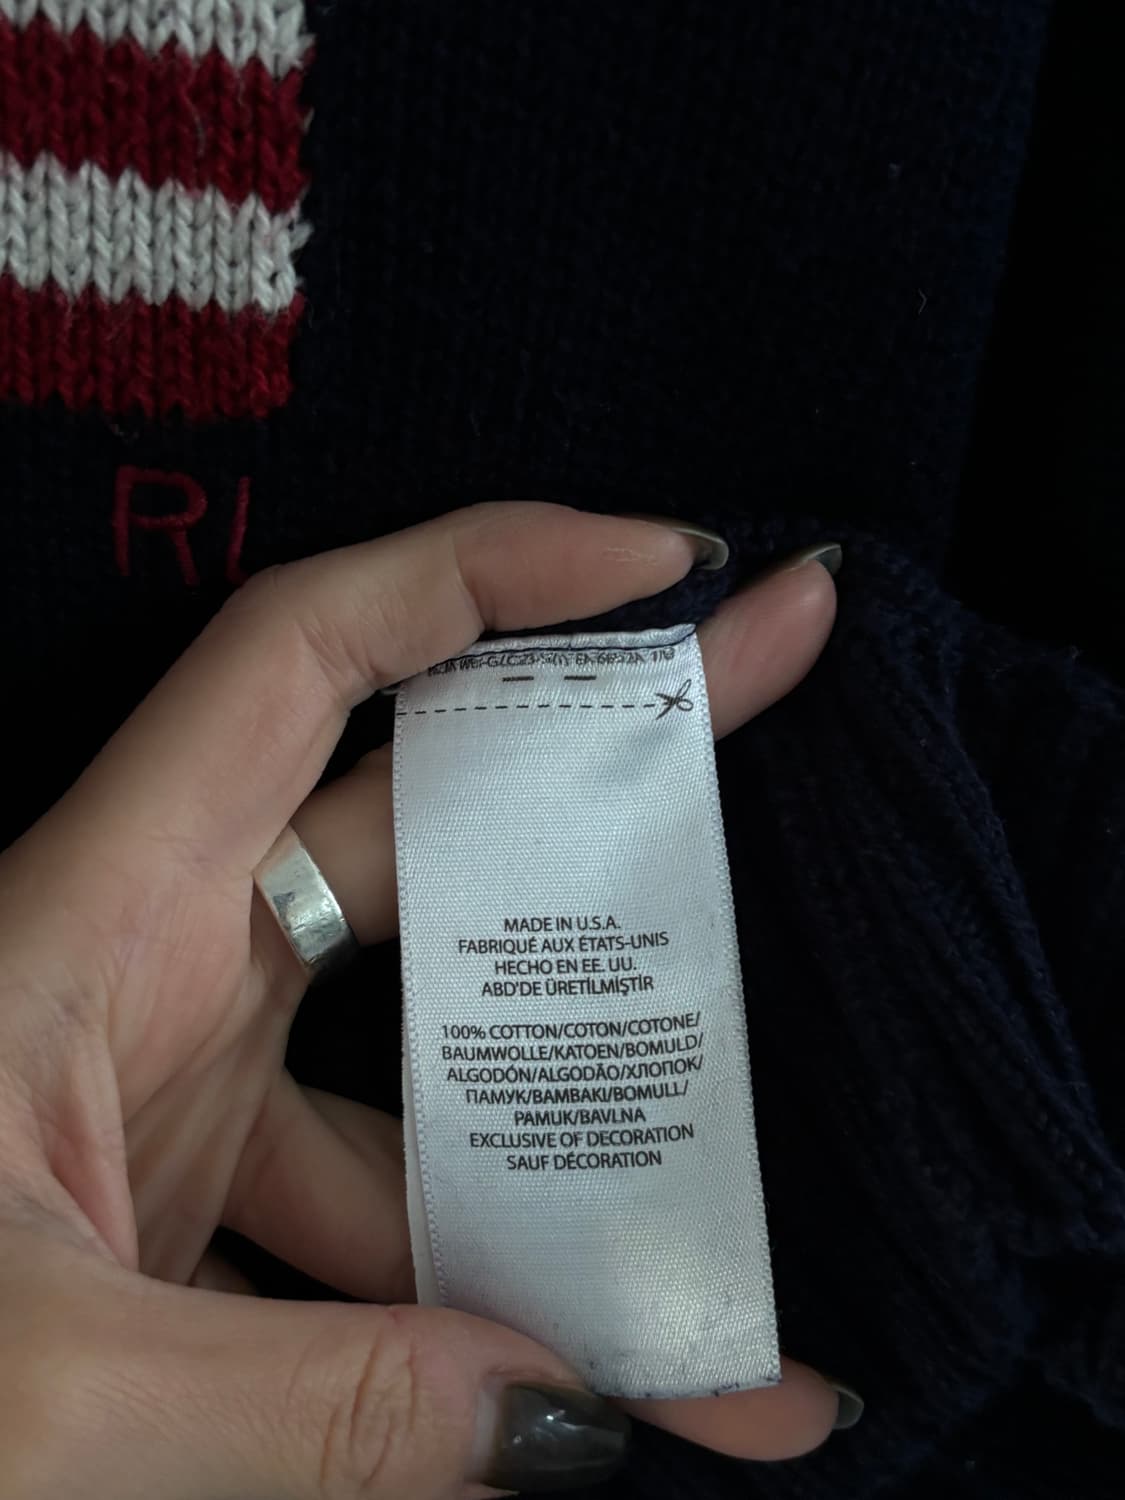 RL
MADE IN U.S.A.
FABRIQUÉ AUX ÉTATS-UNIS
HECHO EN EE. UU.
ABD'DE ÜRETİLMİŞTİR
100% COTTON/COTON/COTONE/
BAUMWOLLE/KATOEN/BOMULD/
ALGODÓN/ALGODÃO/ХЛОПОК/
ПАМУК/ΒΑΜΒΑΚΙ/BOMULL/
PAMUK/BAVLNA
EXCLUSIVE OF DECORATION
SAUF DÉCORATION